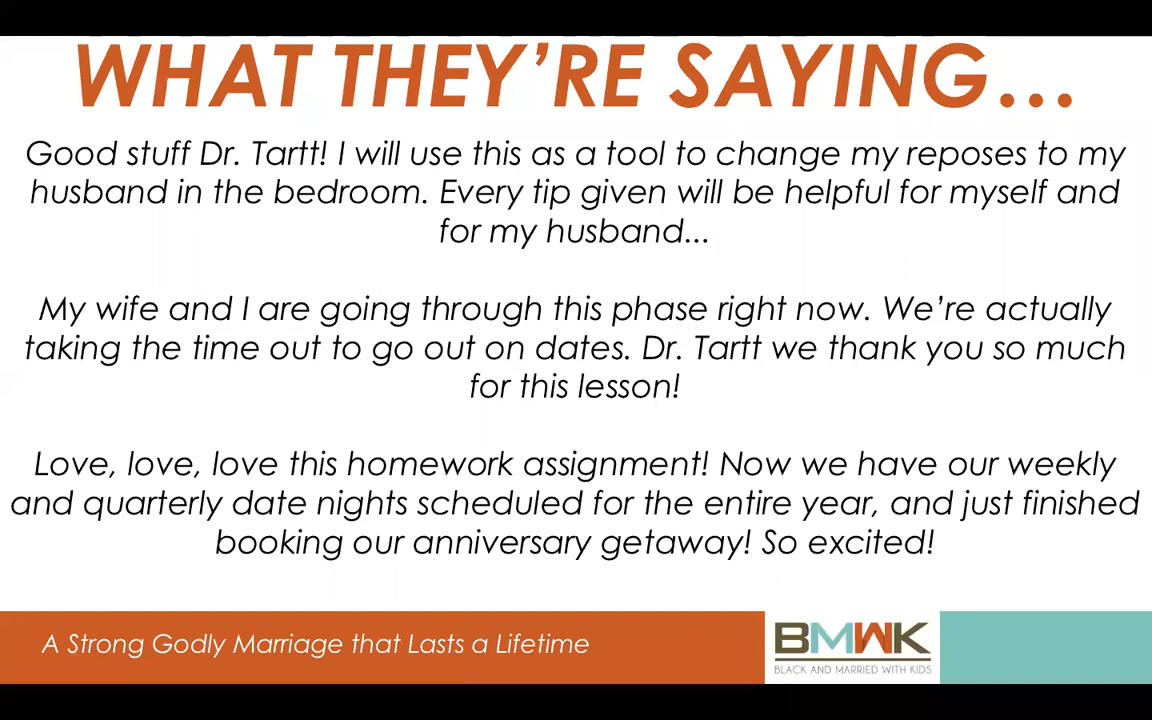 WHAT THEY'RE SAYING...
Good stuff Dr. Tartt! I will use this as a tool to change my reposes to my
husband in the bedroom. Every tip given will be helpful for myself and
for my husband...
My wife and I are going through this phase right now. We're actually
taking the time out to go out on dates. Dr. Tartt we thank you so much
for this lesson!
Love, love, love this homework assignment! Now we have our weekly
and quarterly date nights scheduled for the entire year, and just finished
booking our anniversary getaway! So excited!
A Strong Godly Marriage that Lasts a Lifetime
BMWK
BLACK AND MARRIED WITH KIDS